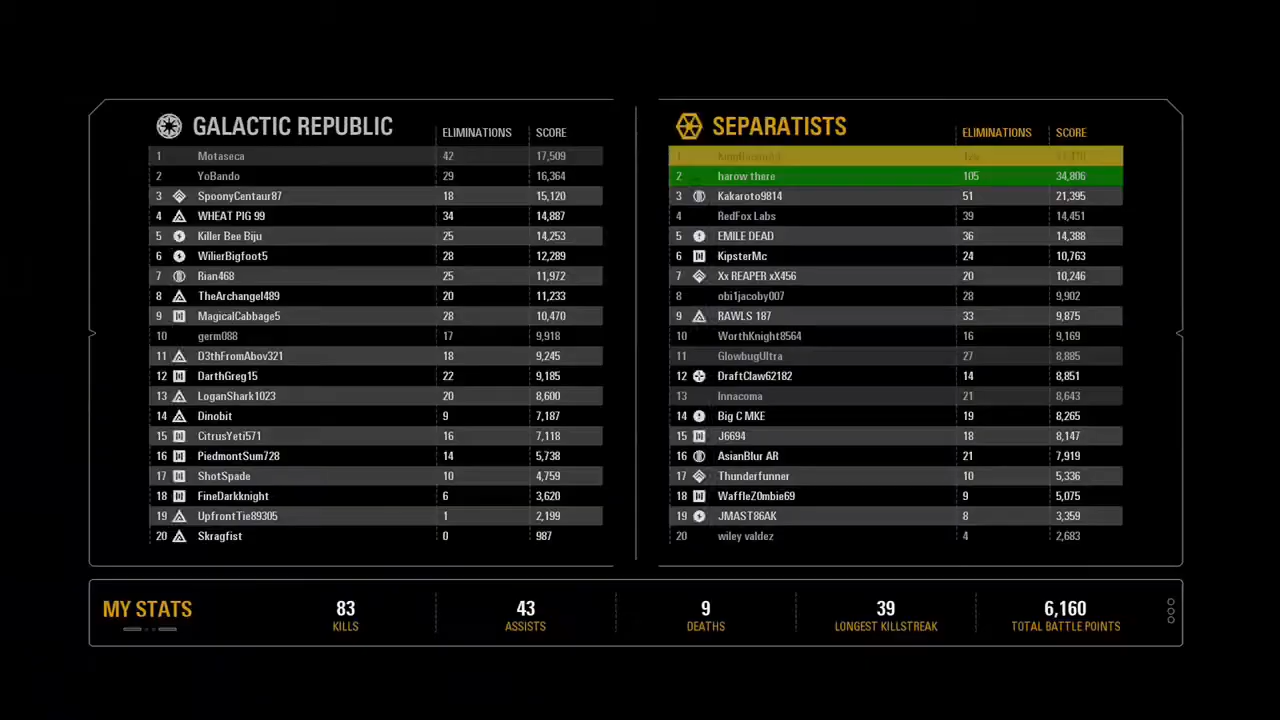 GALACTIC REPUBLIC ELIMINATIONS SCORE
1 Motaseca 42 17,509
2 YoBando 29 16,364
3 SpoonyCentaur87 18 15,120
4 WHEAT PIG 99 34 14,887
5 Killer Bee Biju 25 14,253
6 WilierBigfoot5 28 12,289
7 Rian468 25 11,972
8 TheArchangel489 20 11,233
9 MagicalCabbage5 28 10,470
10 germ088 17 9,918
11 D3thFromAbov321 18 9,245
12 DarthGreg15 22 9,185
13 LoganShark1023 20 8,600
14 Dinobit 9 7,187
15 CitrusYeti571 16 7,118
16 PiedmontSum728 14 5,738
17 ShotSpade 10 4,759
18 FineDarkknight 6 3,620
19 UpfrontTie89305 1 2,199
20 Skragfist 0 987
SEPARATISTS ELIMINATIONS SCORE
1
2 harow there 105 34,806
3 Kakaroto9814 51 21,395
4 RedFox Labs 39 14,451
5 EMILE DEAD 36 14,388
6 KipsterMc 24 10,763
7 Xx REAPER xX456 20 10,246
8 obi1jacoby007 28 9,902
9 BAWLS 187 33 9,875
10 WorthKnight8564 16 9,169
11 GlowbugUltra 27 8,885
12 DraftClaw62182 14 8,851
13 Innacoma 21 8,643
14 Big C MKE 19 8,265
15 J6694 18 8,147
16 AsianBlur AR 21 7,919
17 Thunderfunner 10 5,336
18 WaffleZ0mbie69 9 5,075
19 JMAST86AK 8 3,359
20 wiley valdez 4 2,683
MY STATS
83 43 9 39 6,160
KILLS ASSISTS DEATHS LONGEST KILLSTREAK TOTAL BATTLE POINTS